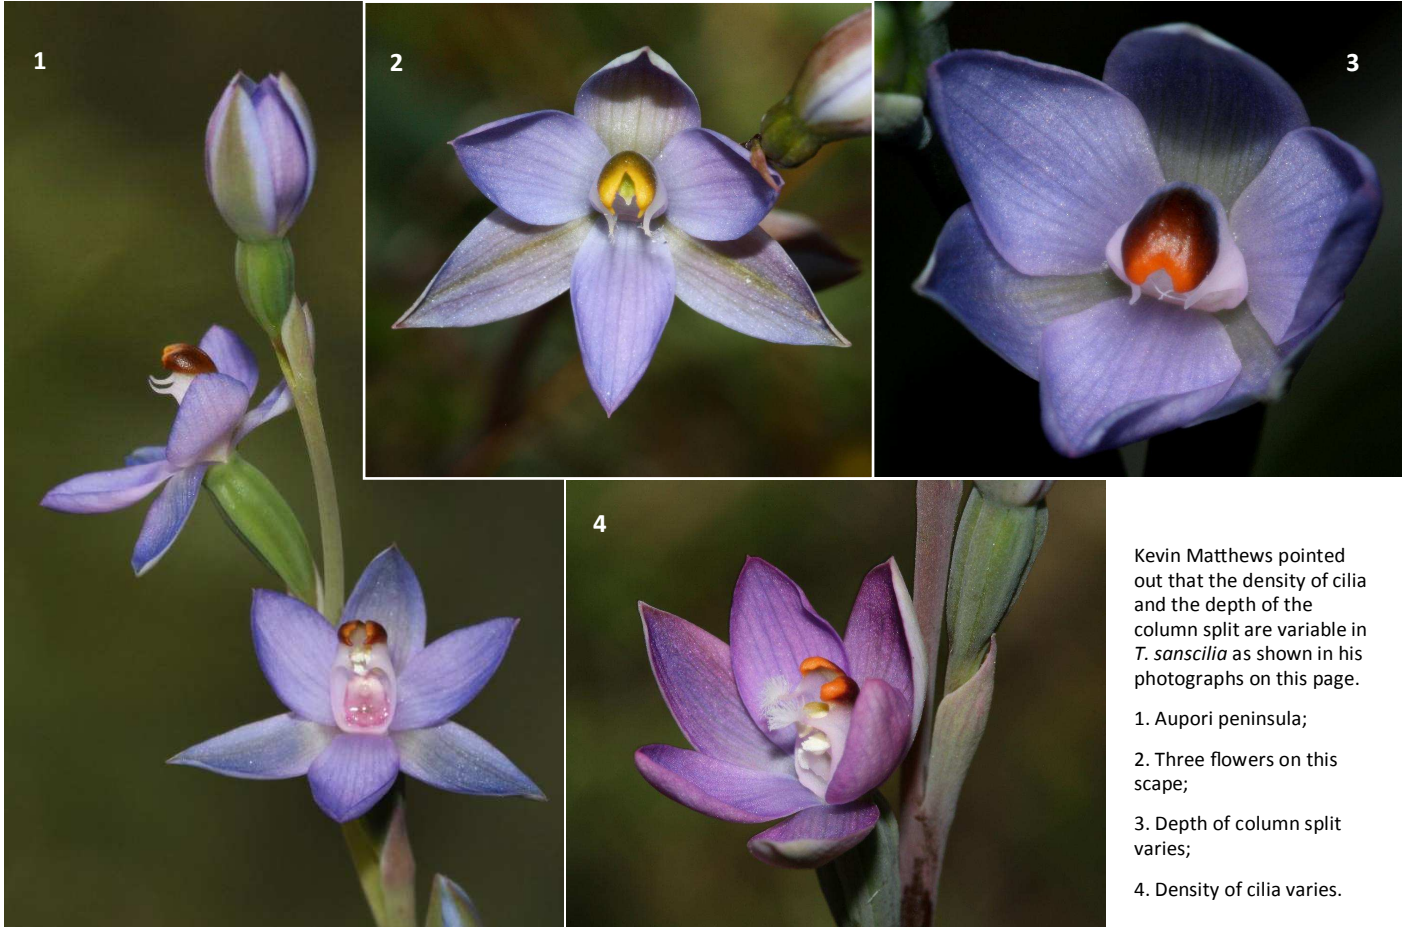 1
2
3
4
Kevin Matthews pointed
out that the density of cilia
and the depth of the
column split are variable in
T. sanscilia as shown in his
photographs on this page.
1. Aupori peninsula;
2. Three flowers on this
scape;
3. Depth of column split
varies;
4. Density of cilia varies.